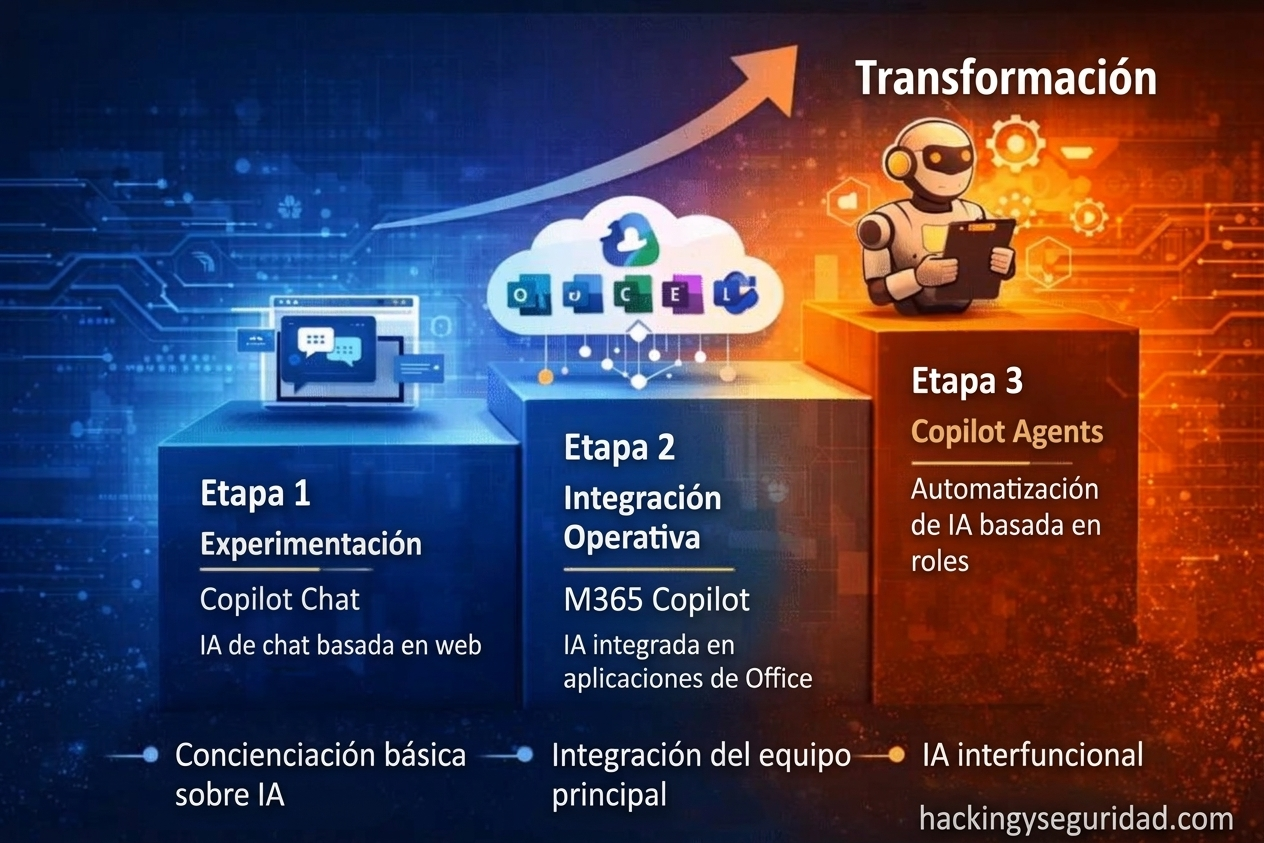 Transformación
O
C
E
L
Etapa 1
Experimentación
Copilot Chat
IA de chat basada en web
Etapa 2
Integración
Operativa
M365 Copilot
IA integrada en
aplicaciones de Office
Etapa 3
Copilot Agents
Automatización
de IA basada en
roles
Concienciación básica
sobre IA
Integración del equipo
principal
IA interfuncional
hackingyseguridad.com